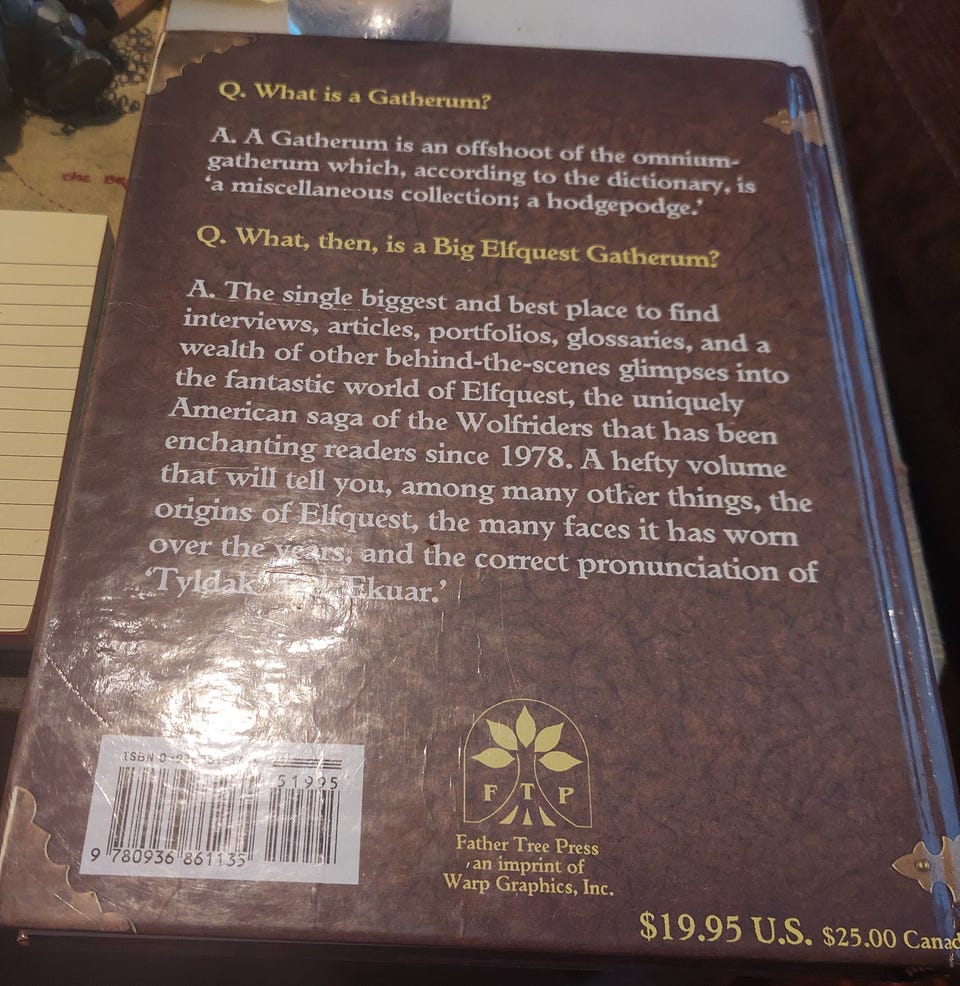 the
Q. What is a Gatherum?
A. A Gatherum is an offshoot of the omnium-
gatherum which, according to the dictionary, is
‘a miscellaneous collection; a hodgepodge.’
Q. What, then, is a Big Elfquest Gatherum?
A. The single biggest and best place to find
interviews, articles, portfolios, glossaries, and a
wealth of other behind-the-scenes glimpses into
the fantastic world of Elfquest, the uniquely
American saga of the Wolfriders that has been
enchanting readers since 1978. A hefty volume
that will tell you, among many other things, the
origins of Elfquest, the many faces it has worn
over the years, and the correct pronunciation of
‘Tyldak’ ‘Ekuar.’
ISBN
51995
9 780936 861135
F T P
Father Tree Press
an imprint of
Warp Graphics, Inc.
$19.95 U.S. $25.00 Canad